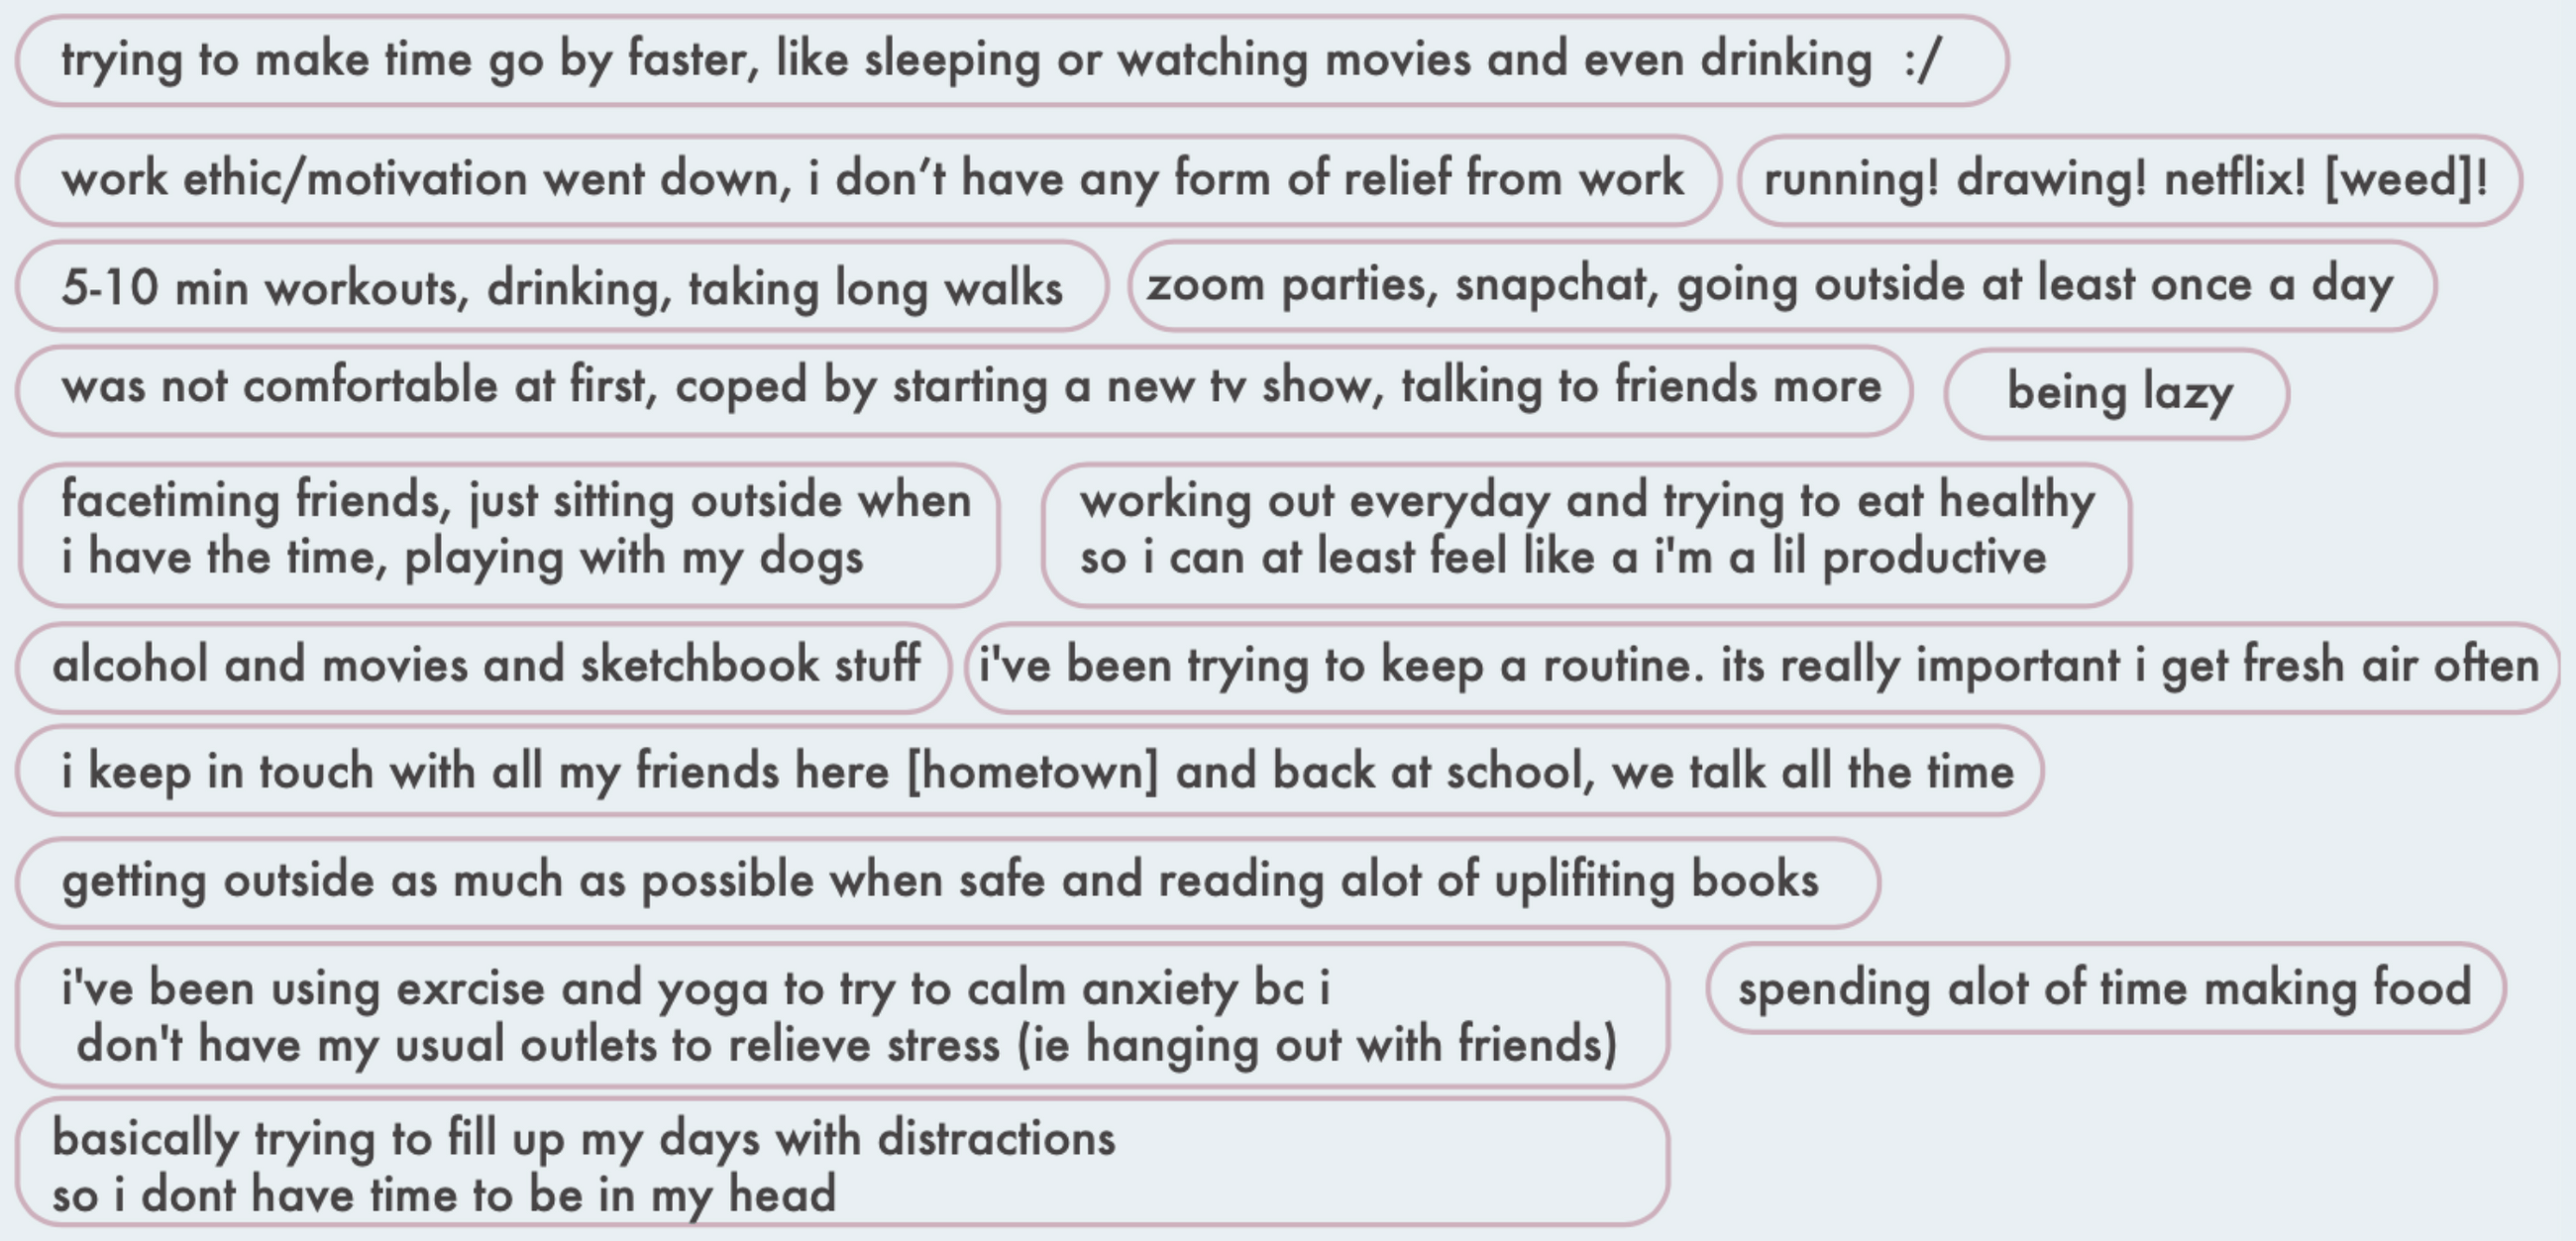 trying to make time go by faster, like sleeping or watching movies and even drinking  :/
work ethic/motivation went down, i don’t have any form of relief from work
running! drawing! netflix! [weed]!
5-10 min workouts, drinking, taking long walks
zoom parties, snapchat, going outside at least once a day
was not comfortable at first, coped by starting a new tv show, talking to friends more
being lazy
facetiming friends, just sitting outside when
i have the time, playing with my dogs
working out everyday and trying to eat healthy
so i can at least feel like a i'm a lil productive
alcohol and movies and sketchbook stuff
i've been trying to keep a routine. its really important i get fresh air often
i keep in touch with all my friends here [hometown] and back at school, we talk all the time
getting outside as much as possible when safe and reading alot of uplifiting books
i've been using exrcise and yoga to try to calm anxiety bc i
don't have my usual outlets to relieve stress (ie hanging out with friends)
spending alot of time making food
basically trying to fill up my days with distractions
so i dont have time to be in my head